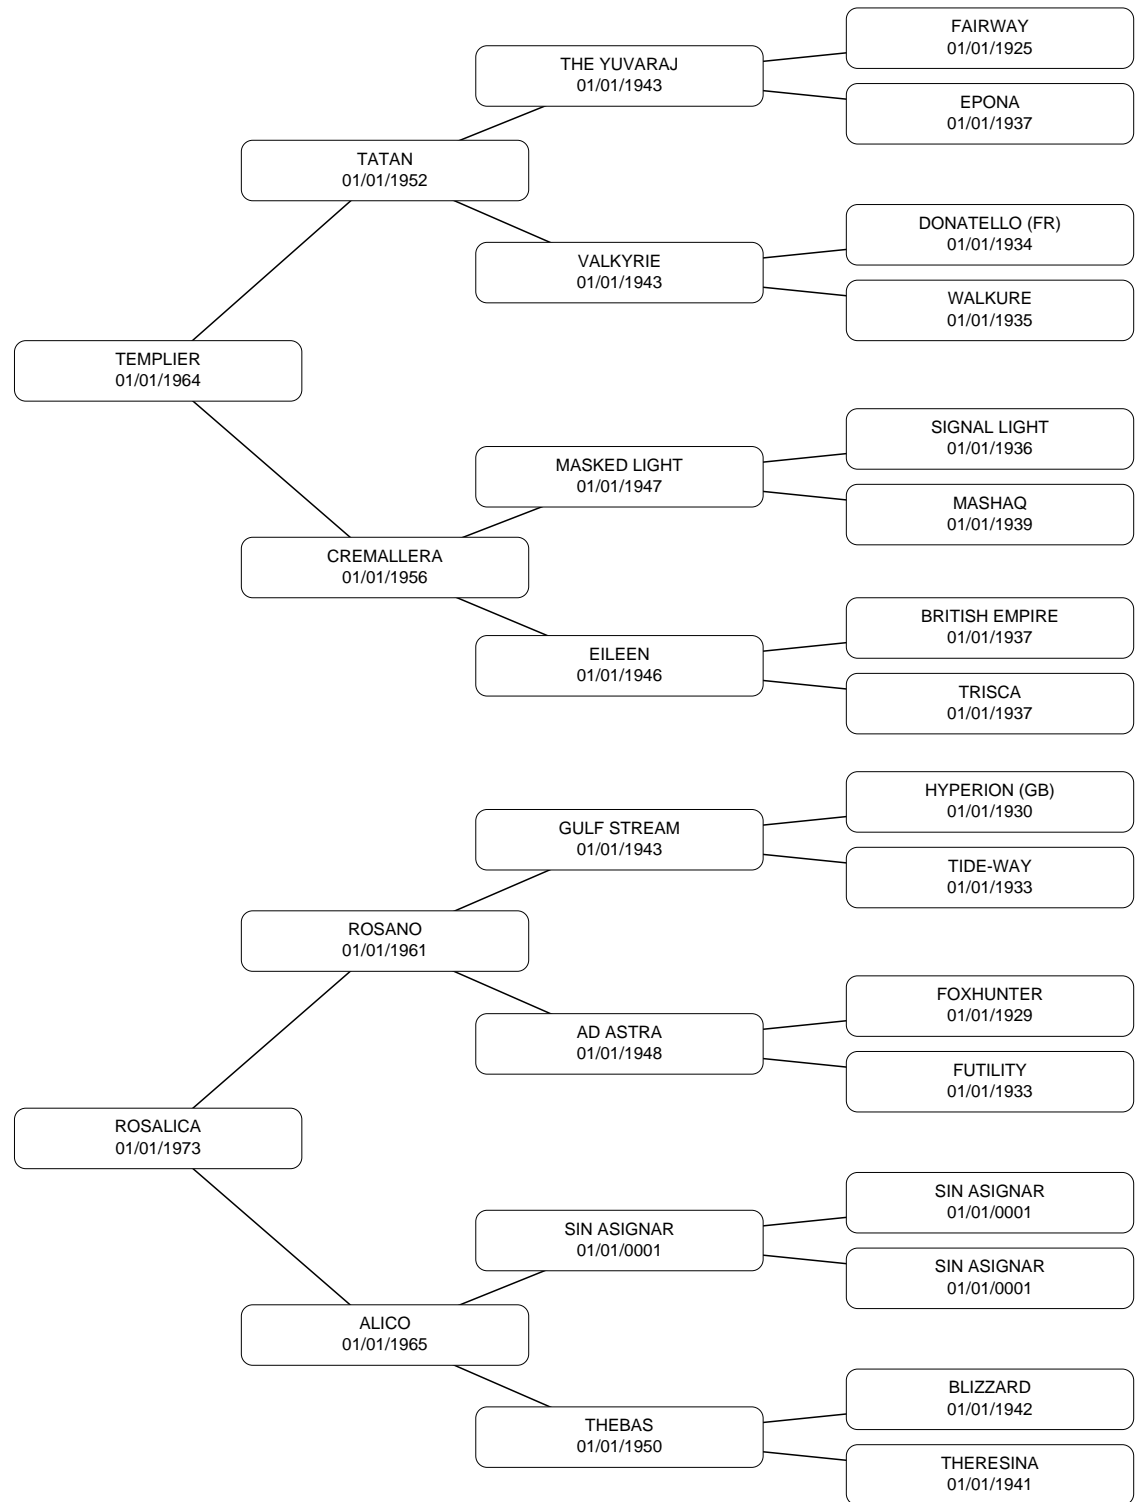 FAIRWAY
01/01/1925
THE YUVARAJ
01/01/1943
EPONA
01/01/1937
TATAN
01/01/1952
DONATELLO (FR)
01/01/1934
VALKYRIE
01/01/1943
WALKURE
01/01/1935
TEMPLIER
01/01/1964
SIGNAL LIGHT
01/01/1936
MASKED LIGHT
01/01/1947
MASHAQ
01/01/1939
CREMALLERA
01/01/1956
BRITISH EMPIRE
01/01/1937
EILEEN
01/01/1946
TRISCA
01/01/1937
HYPERION (GB)
01/01/1930
GULF STREAM
01/01/1943
TIDE-WAY
01/01/1933
ROSANO
01/01/1961
FOXHUNTER
01/01/1929
AD ASTRA
01/01/1948
FUTILITY
01/01/1933
ROSALICA
01/01/1973
SIN ASIGNAR
01/01/0001
SIN ASIGNAR
01/01/0001
SIN ASIGNAR
01/01/0001
ALICO
01/01/1965
BLIZZARD
01/01/1942
THEBAS
01/01/1950
THERESINA
01/01/1941